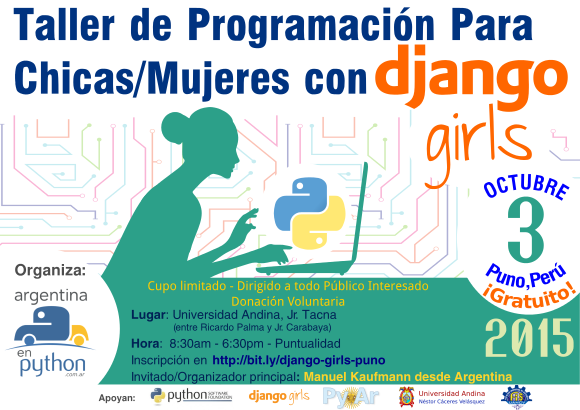 Taller de Programación Para
Chicas/Mujeres con django
girls
OCTUBRE
3
Puno,Perú
¡Gratuito!
2015
Organiza:
argentina
en
python
.com.ar
Cupo limitado - Dirigido a todo Público Interesado
Donación Voluntaria
Lugar: Universidad Andina, Jr. Tacna
(entre Ricardo Palma y Jr. Carabaya)
Hora: 8:30am - 6:30pm - Puntualidad
Inscripción en http://bit.ly/django-girls-puno
Invitado/Organizador principal: Manuel Kaufmann desde Argentina
Apoyan:
python
SOFTWARE
FOUNDATION
django girls
PyAr
Universidad Andina
Néstor Cáceres Velásquez